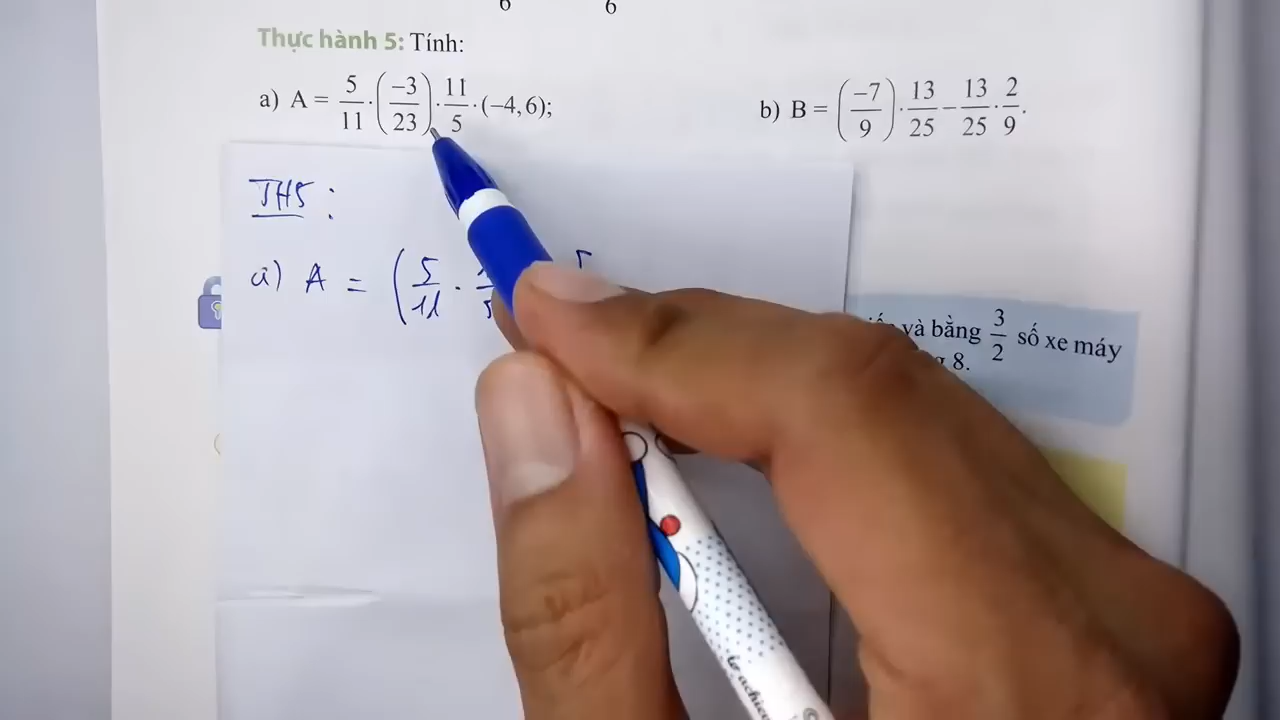 6 6
Thực hành 5: Tính:
a) A = 5/11 · (−3/23) · 11/5 · (−4,6);
b) B = (−7/9) · 13/25 − 13/25 · 2/9.
TH5 :
a) A = (5/11 ·
và bằng 3/2 số xe máy
8.